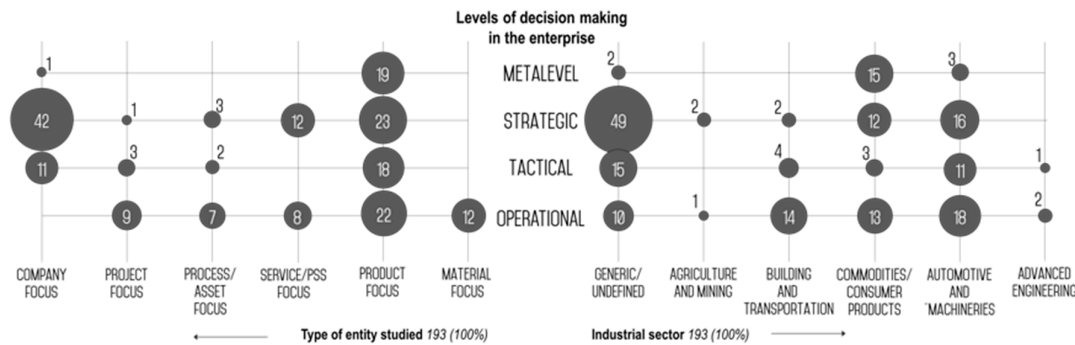 Levels of decision making
in the enterprise
1 19 METALEVEL 2 15 3
42 1 3 12 23 STRATEGIC 49 2 2 12 16
11 3 2 18 TACTICAL 15 4 3 11 1
9 7 8 22 12 OPERATIONAL 10 1 14 13 18 2
COMPANY
FOCUS
PROJECT
FOCUS
PROCESS/
ASSET
FOCUS
SERVICE/PSS
FOCUS
PRODUCT
FOCUS
MATERIAL
FOCUS
GENERIC/
UNDEFINED
AGRICULTURE
AND MINING
BUILDING
AND
TRANSPORTATION
COMMODITIES/
CONSUMER
PRODUCTS
AUTOMOTIVE
AND
MACHINERIES
ADVANCED
ENGINEERING
Type of entity studied 193 (100%)
Industrial sector 193 (100%)